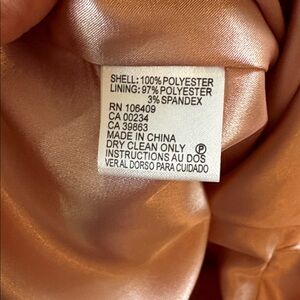 SHELL: 100% POLYESTER
LINING: 97% POLYESTER
3% SPANDEX
RN 106409
CA 00234
CA 39863
MADE IN CHINA
DRY CLEAN ONLY Ⓟ
INSTRUCTIONS AU DOS
VER AL DORSO PARA CUIDADO